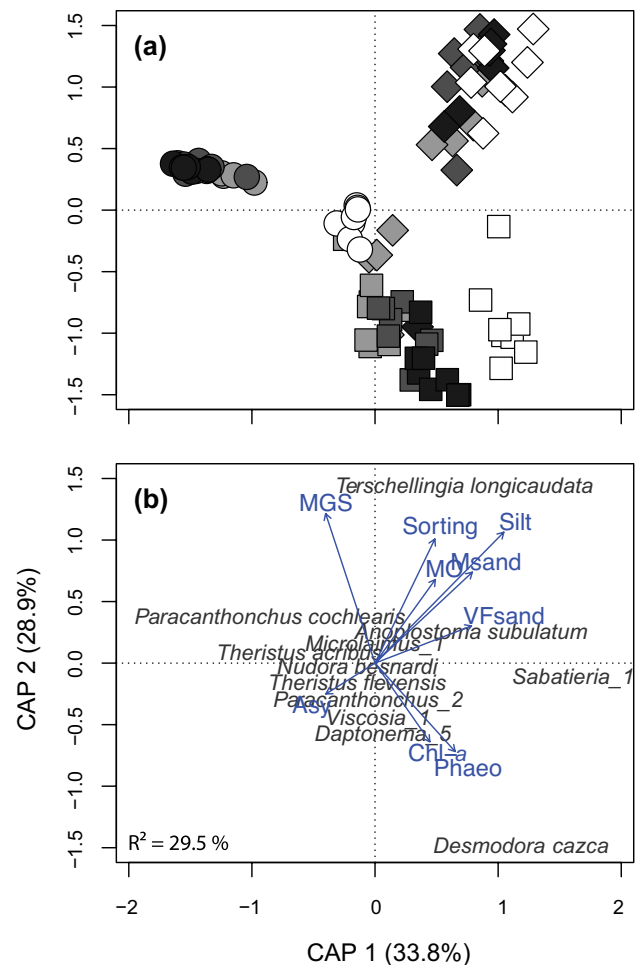 (a)
1.5
1.0
0.5
0.0
−0.5
−1.0
−1.5
(b)
1.5
1.0
0.5
0.0
−0.5
−1.0
−1.5
CAP 2 (28.9%)
Terschellingia longicaudata
MGS
Sorting
Silt
MO
Msand
Paracanthonchus cochlearis
VFsand
Anoplostoma subulatum
Microlaimus_1
Theristus acribus
Nudora besnardi
Sabatieria_1
Theristus flevensis
Paracanthonchus_2
Asy
Viscosia_1
Daptonema_5
Chl-a
Phaeo
R² = 29.5 %
Desmodora cazca
−2 −1 0 1 2
CAP 1 (33.8%)